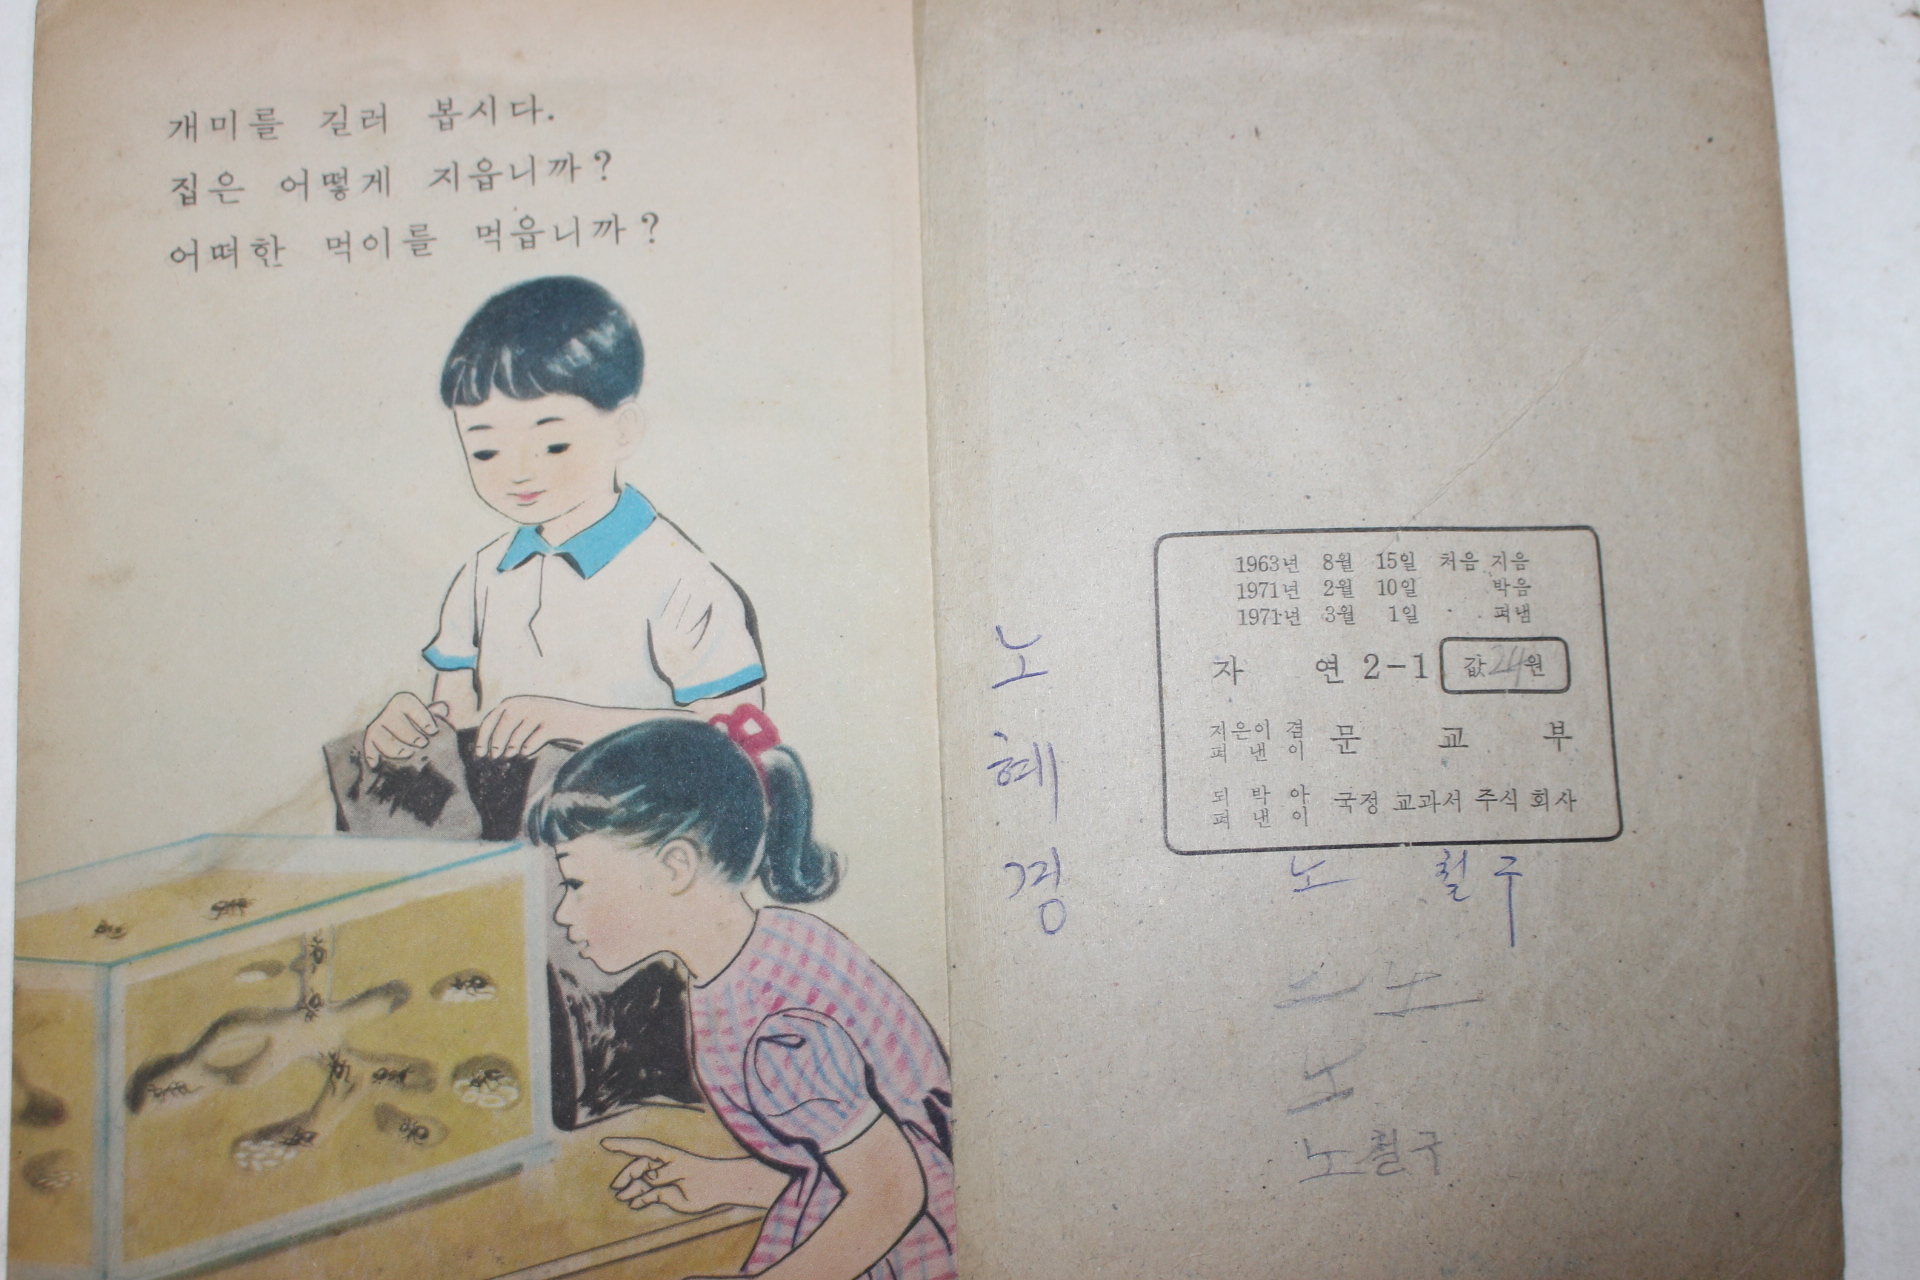 개미를 길러 봅시다.
집은 어떻게 지읍니까?
어떠한 먹이를 먹읍니까?
1963년 8월 15일 처음 지음
1971년 2월 10일 박음
1971년 3월 1일 펴냄
자 연 2-1 값 24원
지은이 겸 펴낸이 문교부
되박아 펴낸이 국정 교과서 주식 회사
노
혜
경
노 철구
노
노철구